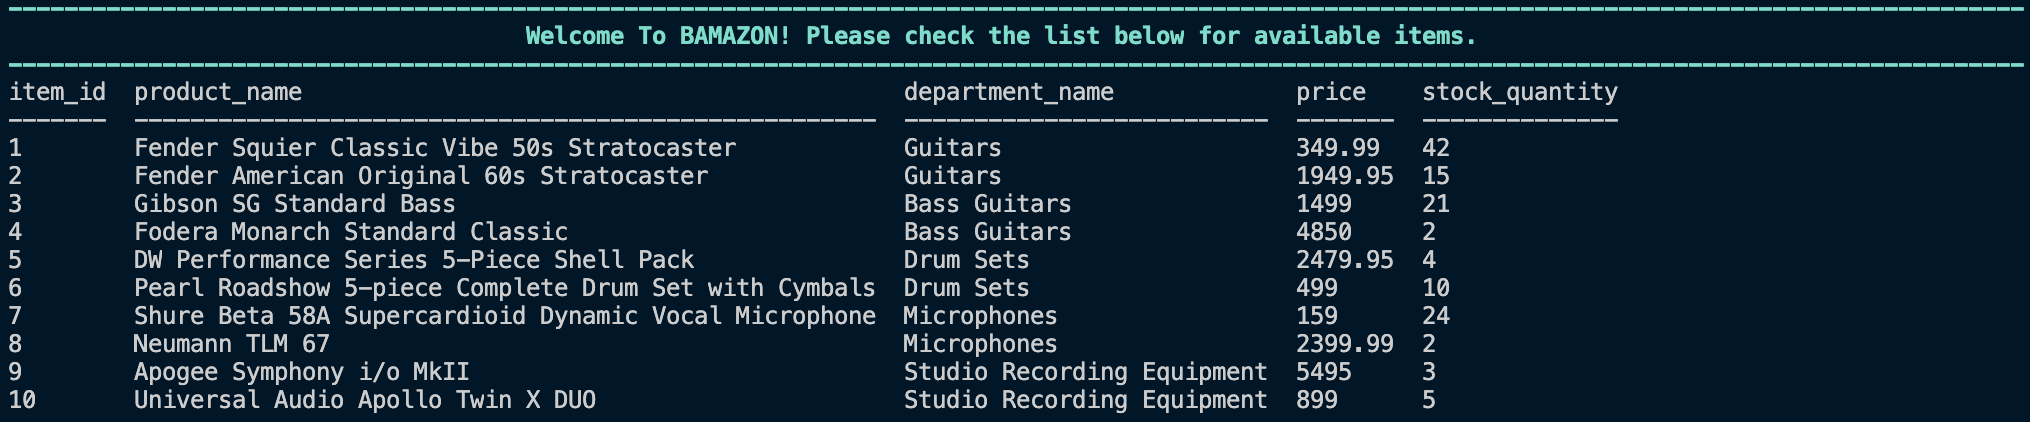 Welcome To BAMAZON! Please check the list below for available items.
item_id product_name department_name price stock_quantity
1 Fender Squier Classic Vibe 50s Stratocaster Guitars 349.99 42
2 Fender American Original 60s Stratocaster Guitars 1949.95 15
3 Gibson SG Standard Bass Bass Guitars 1499 21
4 Fodera Monarch Standard Classic Bass Guitars 4850 2
5 DW Performance Series 5-Piece Shell Pack Drum Sets 2479.95 4
6 Pearl Roadshow 5-piece Complete Drum Set with Cymbals Drum Sets 499 10
7 Shure Beta 58A Supercardioid Dynamic Vocal Microphone Microphones 159 24
8 Neumann TLM 67 Microphones 2399.99 2
9 Apogee Symphony i/o MkII Studio Recording Equipment 5495 3
10 Universal Audio Apollo Twin X DUO Studio Recording Equipment 899 5